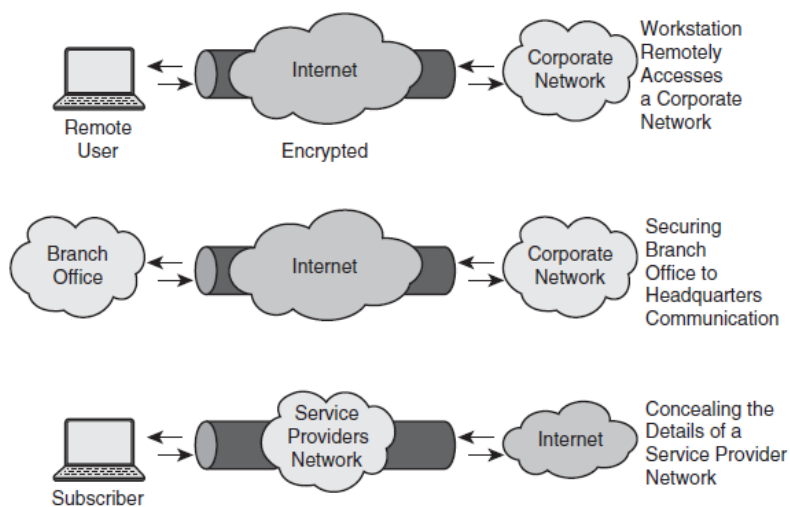 Remote
User
Internet
Encrypted
Corporate
Network
Workstation
Remotely
Accesses
a Corporate
Network
Branch
Office
Internet
Corporate
Network
Securing
Branch
Office to
Headquarters
Communication
Subscriber
Service
Providers
Network
Internet
Concealing the
Details of a
Service Provider
Network